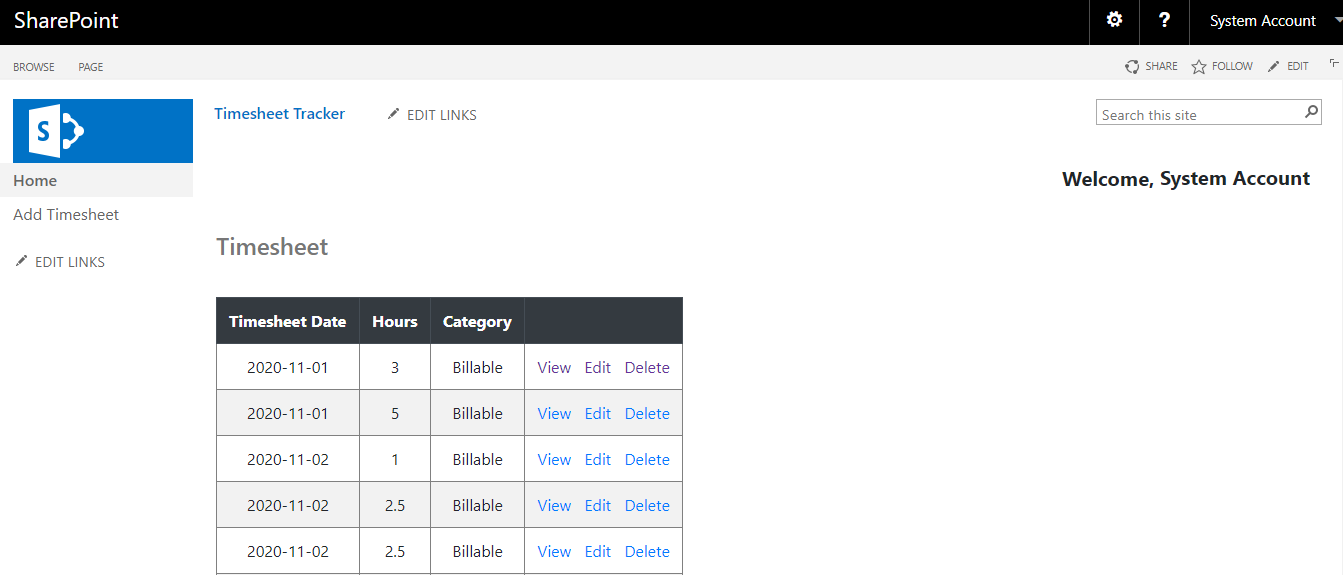 SharePoint ? System Account
BROWSE PAGE SHARE FOLLOW EDIT
S
Timesheet Tracker EDIT LINKS Search this site
Home
Welcome, System Account
Add Timesheet
Timesheet
EDIT LINKS
Timesheet Date Hours Category
2020-11-01 3 Billable View Edit Delete
2020-11-01 5 Billable View Edit Delete
2020-11-02 1 Billable View Edit Delete
2020-11-02 2.5 Billable View Edit Delete
2020-11-02 2.5 Billable View Edit Delete